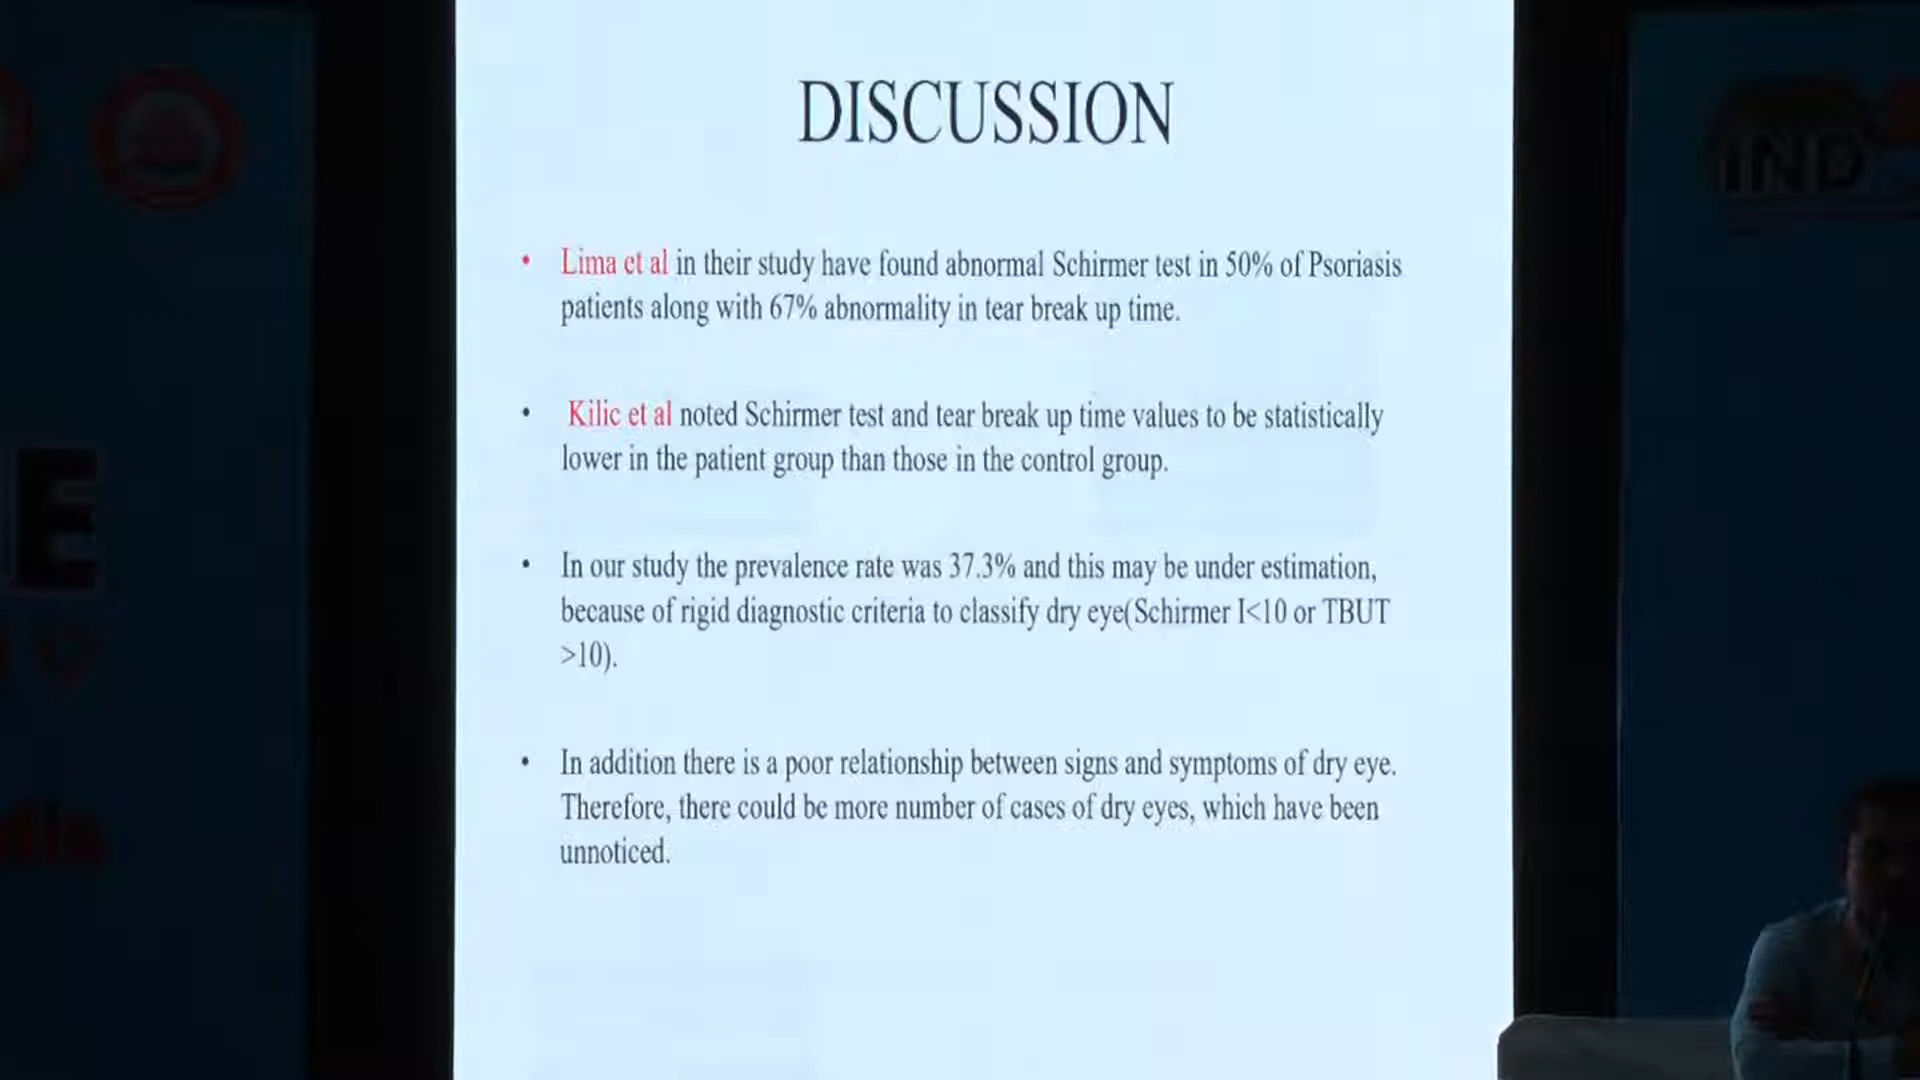 DISCUSSION
• Lima et al in their study have found abnormal Schirmer test in 50% of Psoriasis
patients along with 67% abnormality in tear break up time.
• Kilic et al noted Schirmer test and tear break up time values to be statistically
lower in the patient group than those in the control group.
• In our study the prevalence rate was 37.3% and this may be under estimation,
because of rigid diagnostic criteria to classify dry eye(Schirmer I<10 or TBUT
>10).
• In addition there is a poor relationship between signs and symptoms of dry eye.
Therefore, there could be more number of cases of dry eyes, which have been
unnoticed.
E
IND